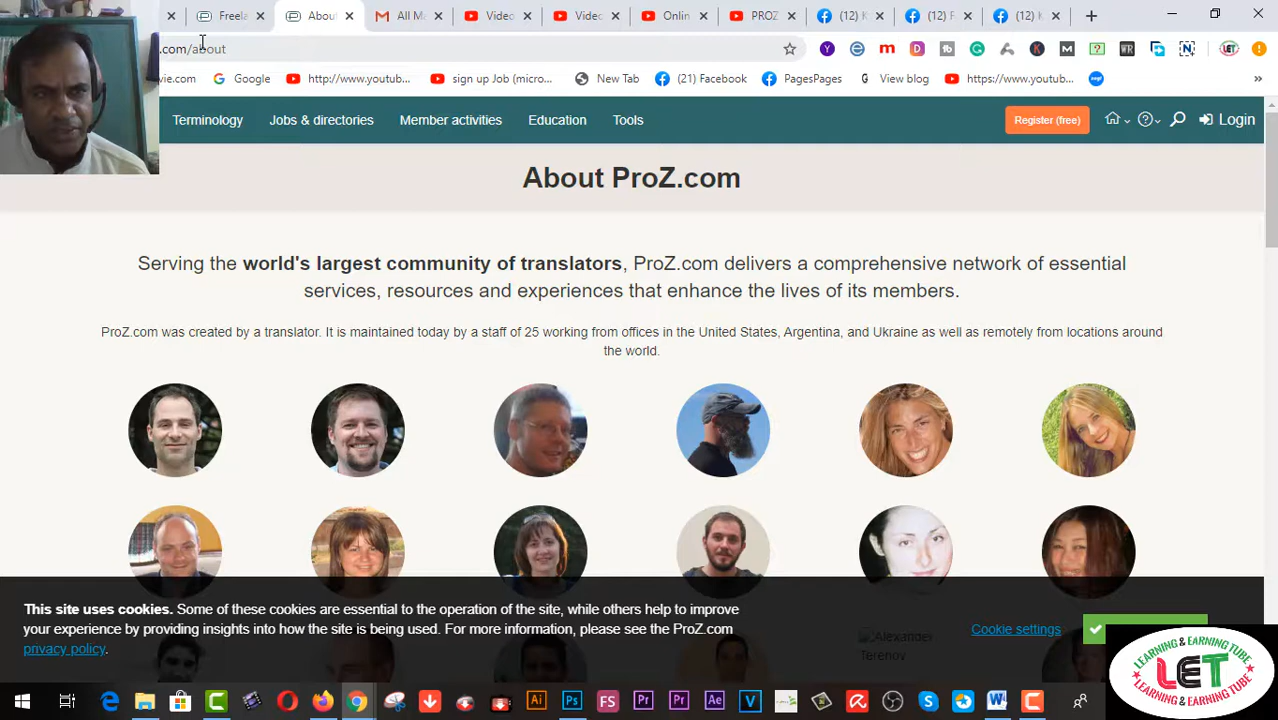 Freela
Abou
All Ma
Video
Video
Onlin
PROZ
(12) K
(12) F
(12) K
.com/about
vie.com
Google
http://www.youtub...
sign up Job (micro...
New Tab
(21) Facebook
PagesPages
View blog
https://www.youtub...
Terminology
Jobs & directories
Member activities
Education
Tools
Register (free)
Login
About ProZ.com
Serving the world's largest community of translators, ProZ.com delivers a comprehensive network of essential
services, resources and experiences that enhance the lives of its members.
ProZ.com was created by a translator. It is maintained today by a staff of 25 working from offices in the United States, Argentina, and Ukraine as well as remotely from locations around
the world.
This site uses cookies. Some of these cookies are essential to the operation of the site, while others help to improve
your experience by providing insights into how the site is being used. For more information, please see the ProZ.com
privacy policy.
Cookie settings
Alexander
Terehov
LEARNING & EARNING TUBE
LET
LEARNING & EARNING TUBE